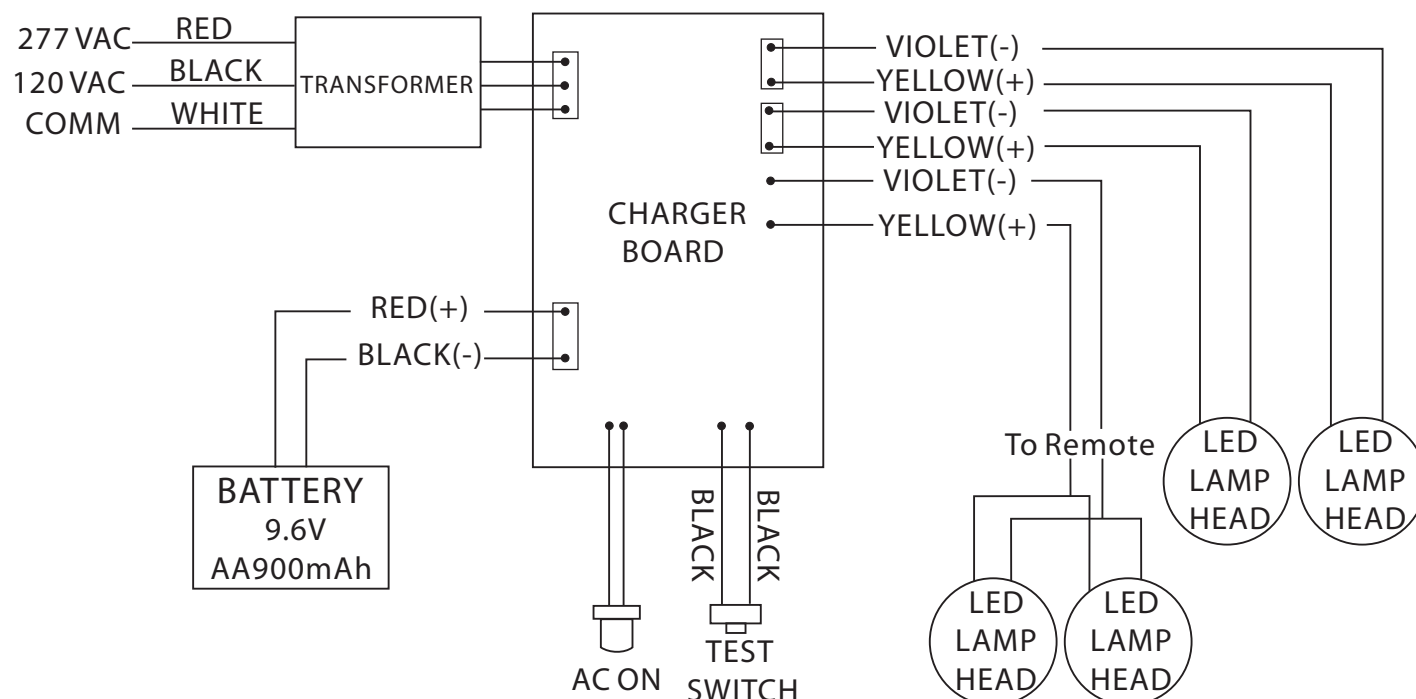 277 VAC RED
120 VAC BLACK
COMM WHITE
TRANSFORMER
CHARGER
BOARD
VIOLET(-)
YELLOW(+)
VIOLET(-)
YELLOW(+)
VIOLET(-)
YELLOW(+)
RED(+)
BLACK(-)
BATTERY
9.6V
AA900mAh
BLACK
BLACK
AC ON
TEST
SWITCH
To Remote
LED
LAMP
HEAD
LED
LAMP
HEAD
LED
LAMP
HEAD
LED
LAMP
HEAD